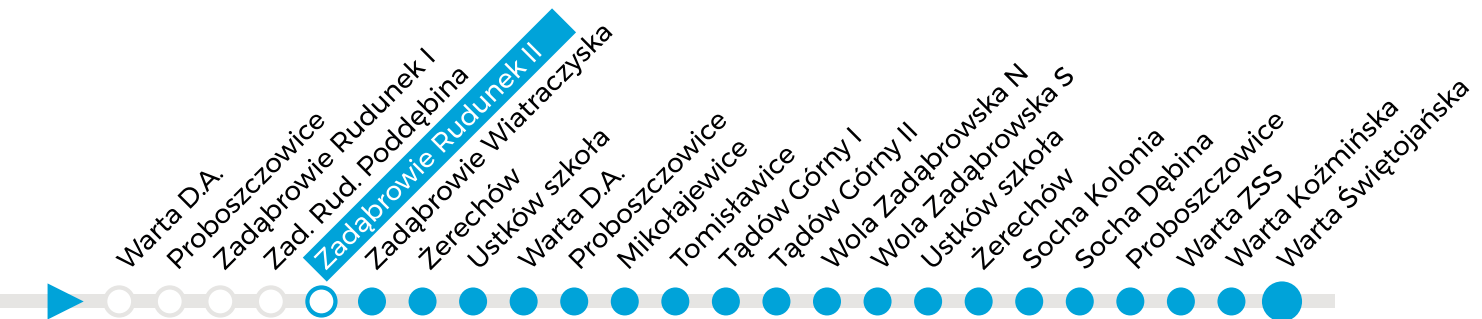 Warta D.A.
Proboszczowice
Zadąbrowie Rudunek I
Zad. Rud. Poddębina
Zadąbrowie Rudunek II
Zadąbrowie Wiatraczyska
Żerechów
Ustków szkoła
Warta D.A.
Proboszczowice
Mikołajewice
Tomisławice
Tądów Górny I
Tądów Górny II
Wola Zadąbrowska N
Wola Zadąbrowska S
Ustków szkoła
Żerechów
Socha Kolonia
Socha Dębina
Proboszczowice
Warta ZSS
Warta Koźmińska
Warta Świętojańska